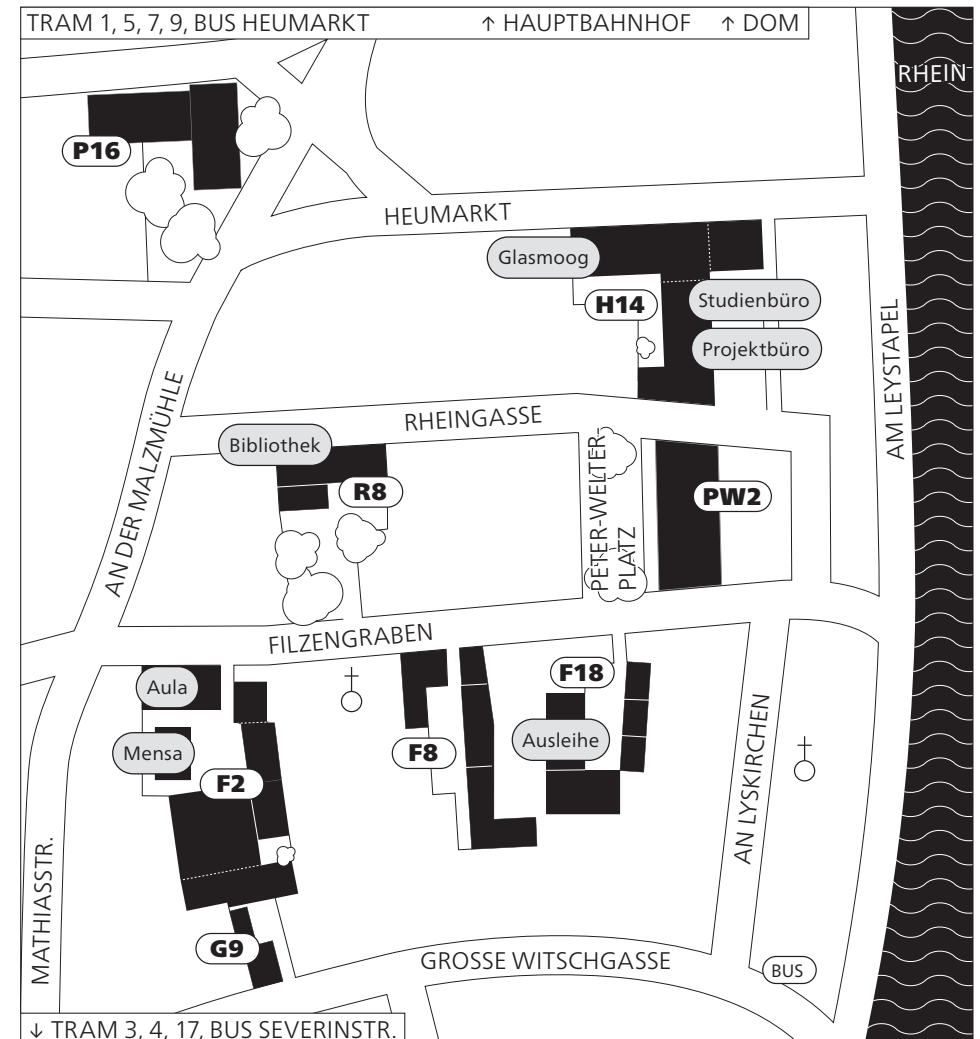 TRAM 1, 5, 7, 9, BUS HEUMARKT
↑ HAUPTBAHNHOF
↑ DOM
RHEIN
P16
HEUMARKT
Glasmoog
H14
Studienbüro
Projektbüro
AM LEYSTAPEL
AN DER MALZMÜHLE
RHEINGASSE
Bibliothek
R8
PETER-WELTER-
PLATZ
PW2
FILZENGRABEN
Aula
F18
Mensa
F8
Ausleihe
F2
AN LYSKIRCHEN
MATHIASSTR.
G9
GROSSE WITSCHGASSE
BUS
↓ TRAM 3, 4, 17, BUS SEVERINSTR.